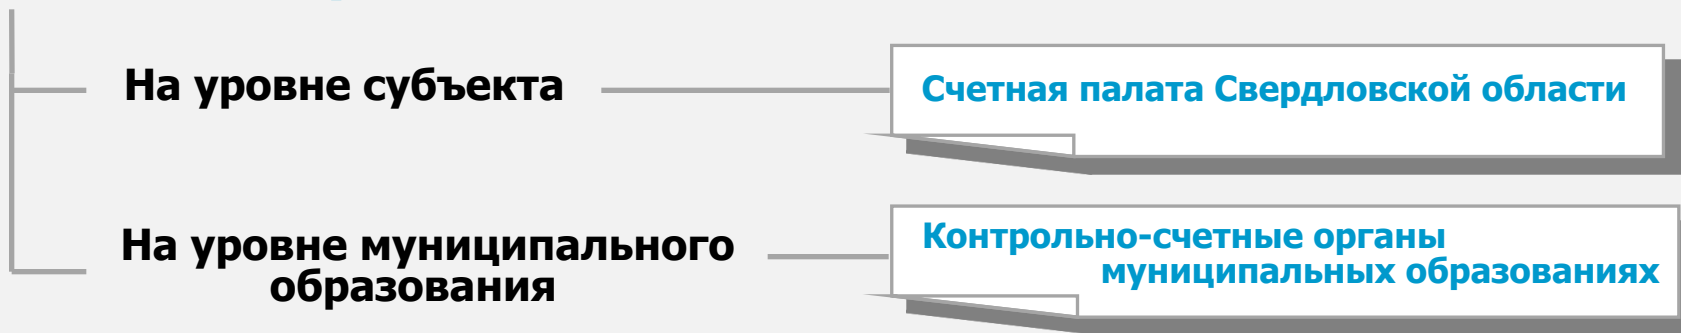 На уровне субъекта
Счетная палата Свердловской области
На уровне муниципального
образования
Контрольно-счетные органы
муниципальных образованиях